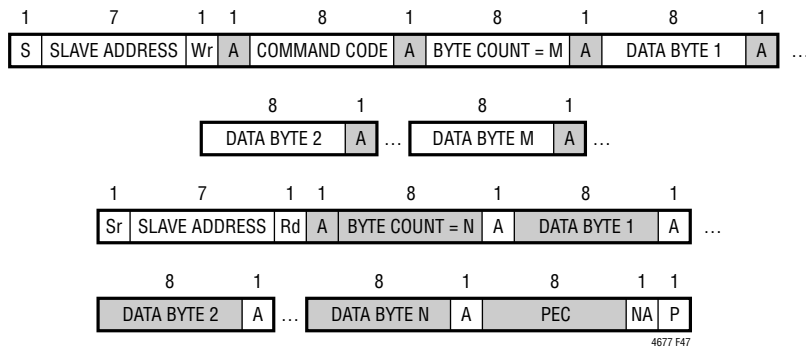 1 7 1 1 8 1 8 1 8 1
S SLAVE ADDRESS Wr A COMMAND CODE A BYTE COUNT = M A DATA BYTE 1 A ...
8 1 8 1
DATA BYTE 2 A ... DATA BYTE M A ...
1 7 1 1 8 1 8 1
Sr SLAVE ADDRESS Rd A BYTE COUNT = N A DATA BYTE 1 A ...
8 1 8 1 8 1 1
DATA BYTE 2 A ... DATA BYTE N A PEC NA P
4677 F47